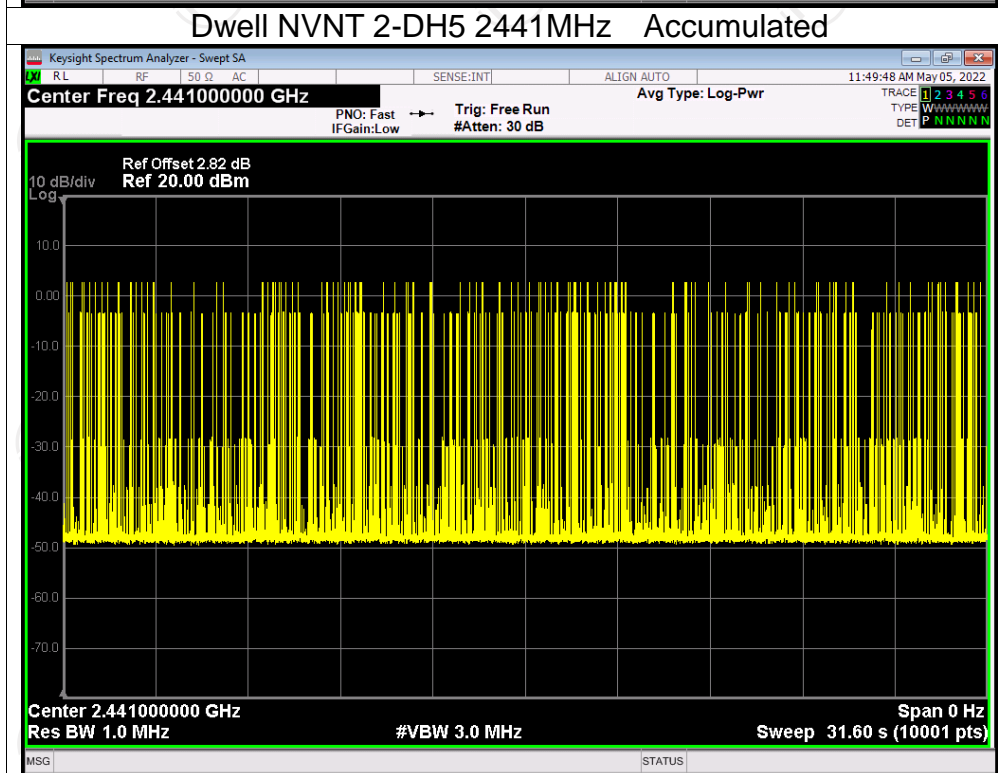 Dwell NVNT 2-DH5 2441MHz Accumulated
Keysight Spectrum Analyzer - Swept SA
LXI RL RF 50 Ω AC SENSE:INT ALIGN AUTO 11:49:48 AM May 05, 2022
Center Freq 2.441000000 GHz
PNO: Fast
IFGain:Low
Trig: Free Run
#Atten: 30 dB
Avg Type: Log-Pwr
TRACE 1 2 3 4 5 6
TYPE WWWWWWW
DET P N N N N N
Ref Offset 2.82 dB
10 dB/div Ref 20.00 dBm
Log
10.0
0.00
-10.0
-20.0
-30.0
-40.0
-50.0
-60.0
-70.0
Center 2.441000000 GHz Span 0 Hz
Res BW 1.0 MHz #VBW 3.0 MHz Sweep 31.60 s (10001 pts)
MSG STATUS